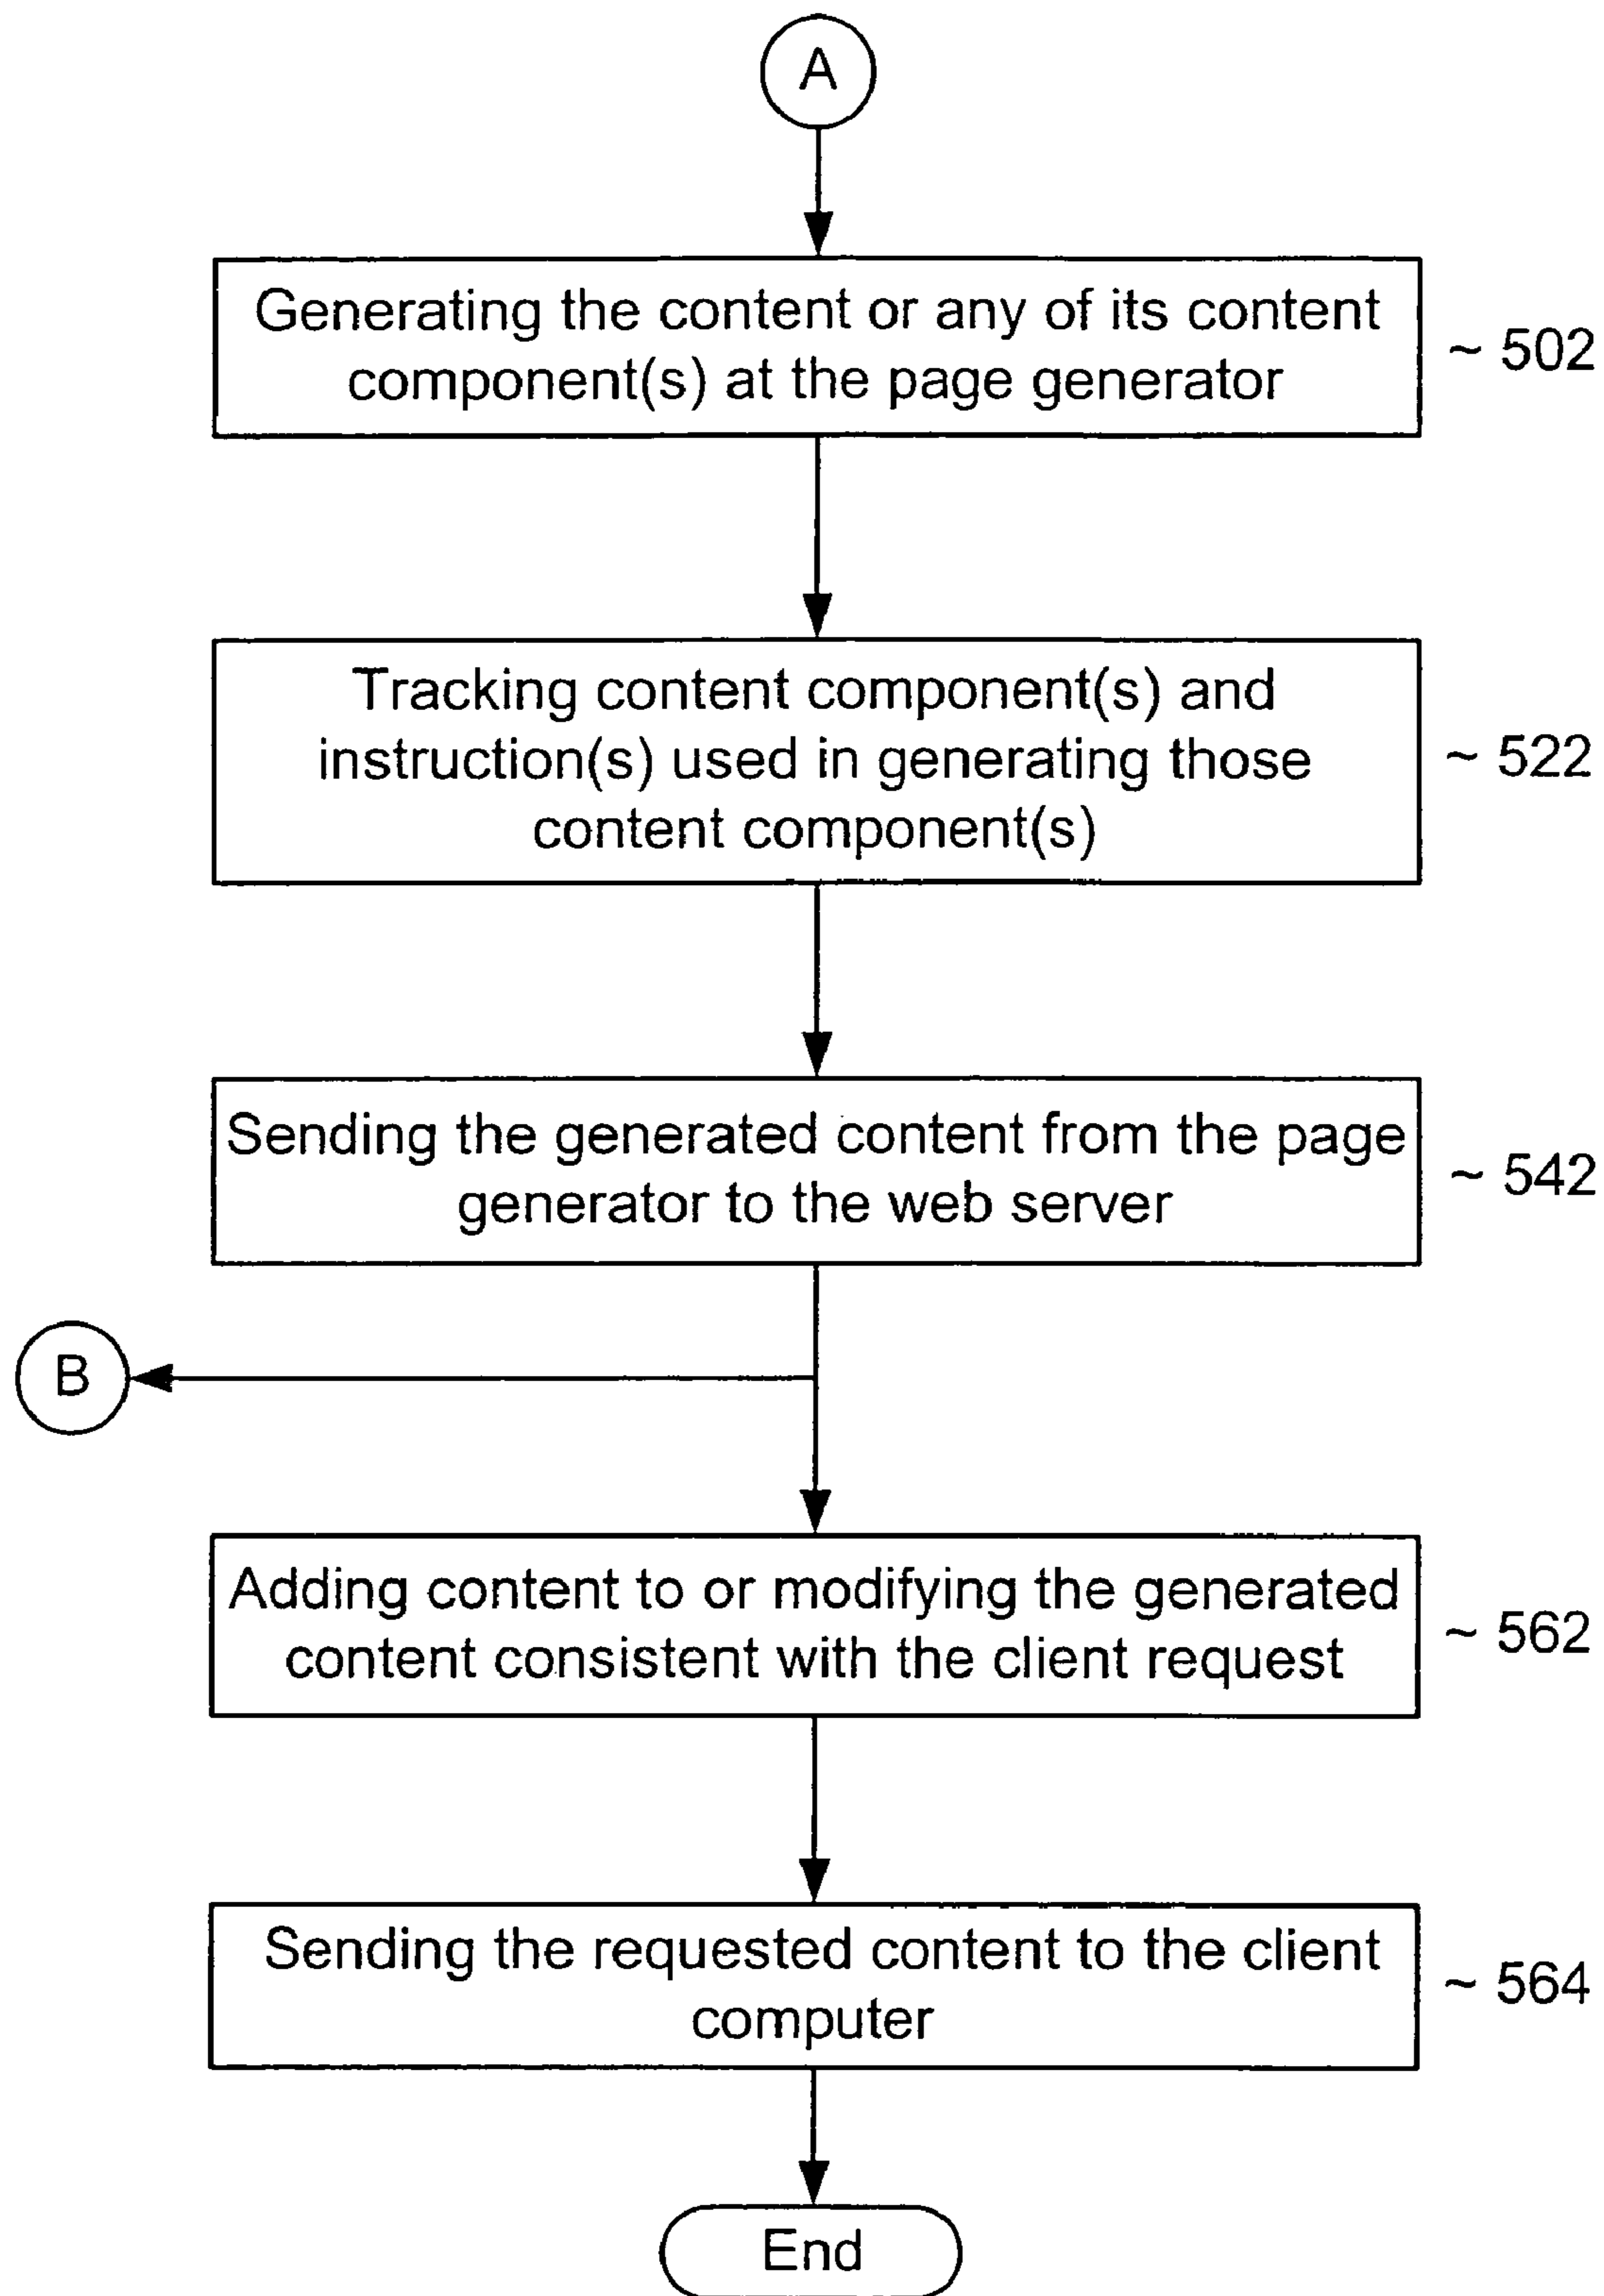 A
Generating the content or any of its content
component(s) at the page generator
~ 502
Tracking content component(s) and
instruction(s) used in generating those
content component(s)
~ 522
Sending the generated content from the page
generator to the web server
~ 542
B
Adding content to or modifying the generated
content consistent with the client request
~ 562
Sending the requested content to the client
computer
~ 564
End